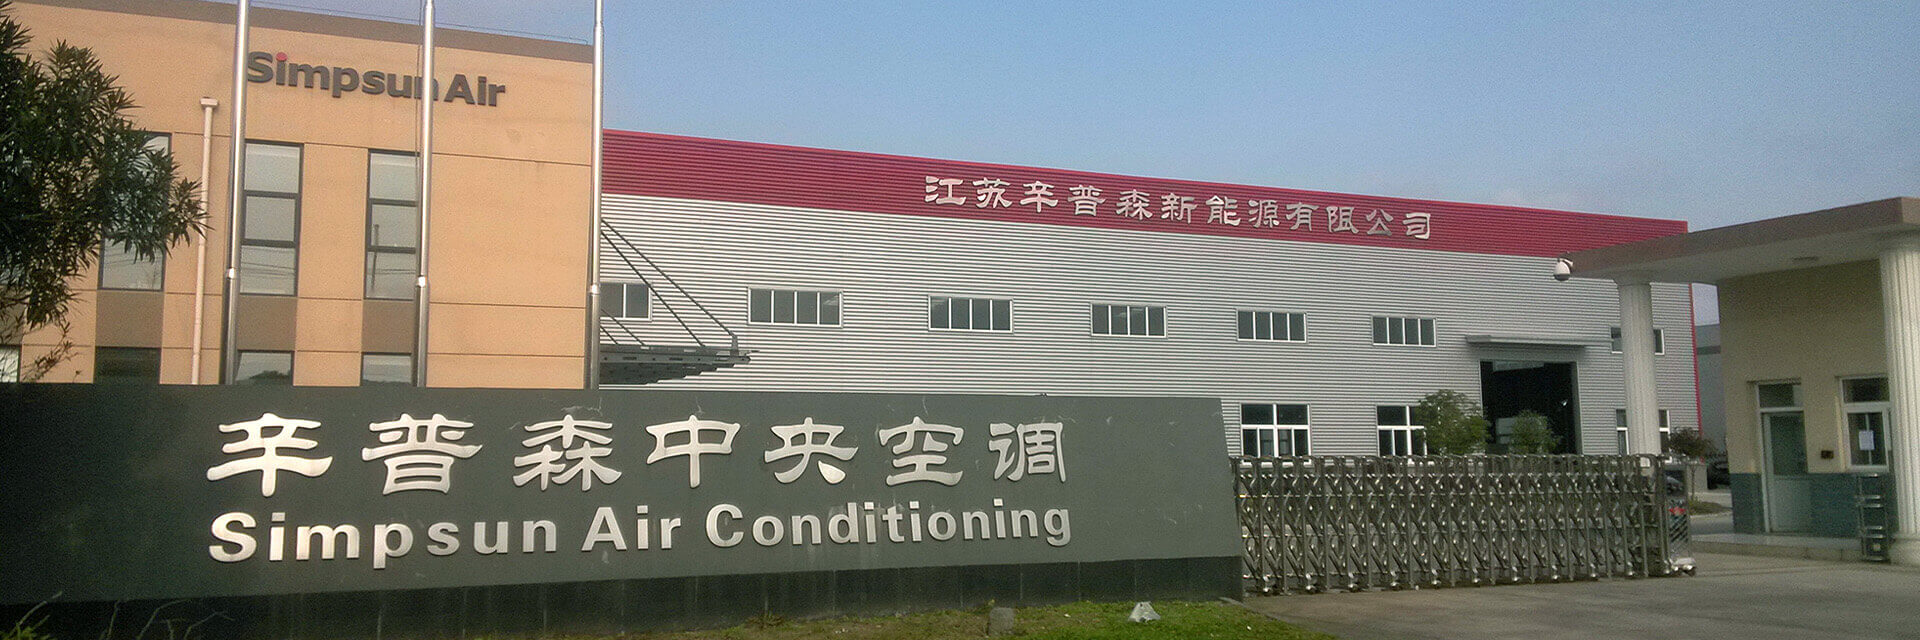 Simpsun Air
江苏辛普森新能源有限公司
辛普森中央空调
Simpsun Air Conditioning